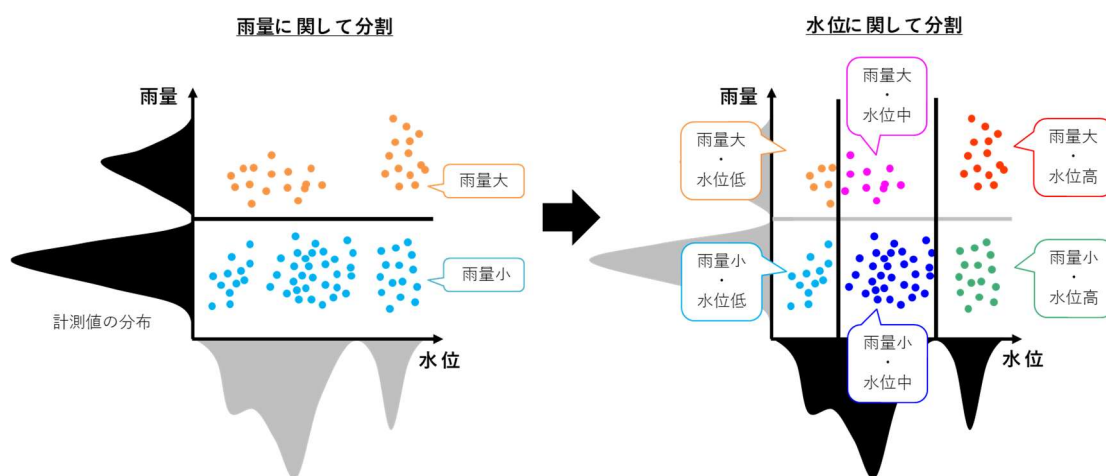 雨量に関して分割
雨量
雨量大
雨量小
計測値の分布
水位
水位に関して分割
雨量
雨量大
・
水位中
雨量大
・
水位低
雨量大
・
水位高
雨量小
・
水位低
雨量小
・
水位高
雨量小
・
水位中
水位